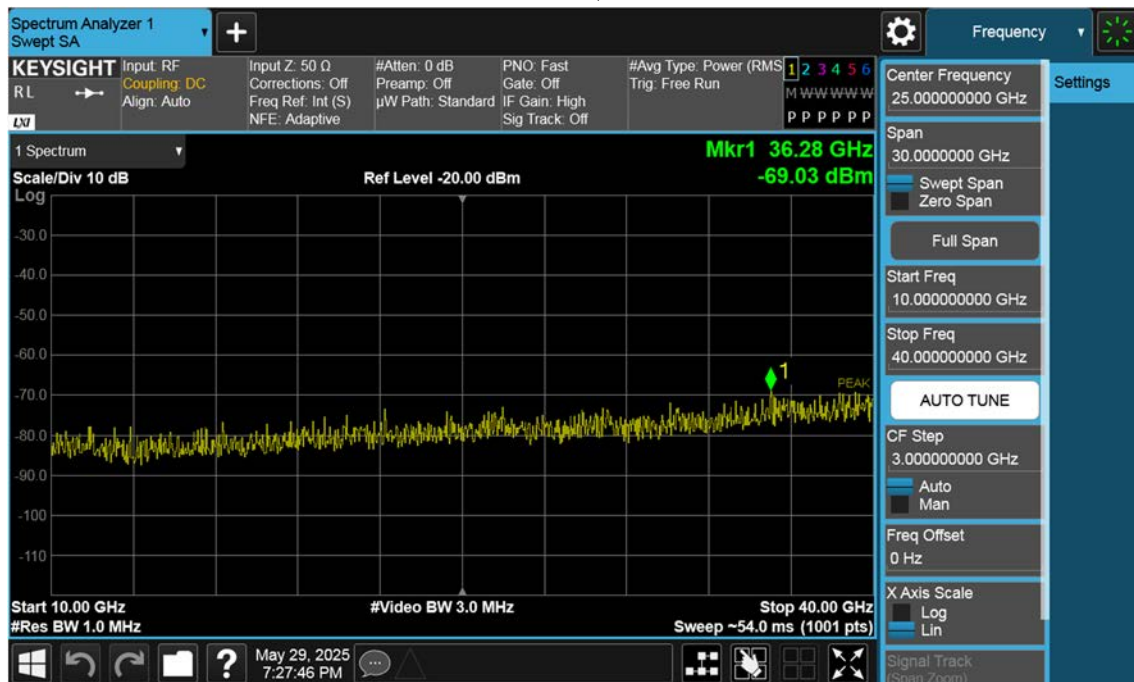 Spectrum Analyzer 1
Swept SA
+
Frequency
KEYSIGHT
RL
LXI
Input: RF
Coupling: DC
Align: Auto
Input Z: 50 Ω
Corrections: Off
Freq Ref: Int (S)
NFE: Adaptive
#Atten: 0 dB
Preamp: Off
µW Path: Standard
PNO: Fast
Gate: Off
IF Gain: High
Sig Track: Off
#Avg Type: Power (RMS
Trig: Free Run
1 2 3 4 5 6
M W W W W W
P P P P P P
1 Spectrum
Mkr1 36.28 GHz
Scale/Div 10 dB
Ref Level -20.00 dBm
-69.03 dBm
Log
-30.0
-40.0
-50.0
-60.0
-70.0
-80.0
-90.0
-100
-110
1
PEAK
Start 10.00 GHz
#Video BW 3.0 MHz
Stop 40.00 GHz
#Res BW 1.0 MHz
Sweep ~54.0 ms (1001 pts)
Center Frequency
25.000000000 GHz
Settings
Span
30.0000000 GHz
Swept Span
Zero Span
Full Span
Start Freq
10.000000000 GHz
Stop Freq
40.000000000 GHz
AUTO TUNE
CF Step
3.000000000 GHz
Auto
Man
Freq Offset
0 Hz
X Axis Scale
Log
Lin
Signal Track
(Span Zoom)
?
May 29, 2025
7:27:46 PM